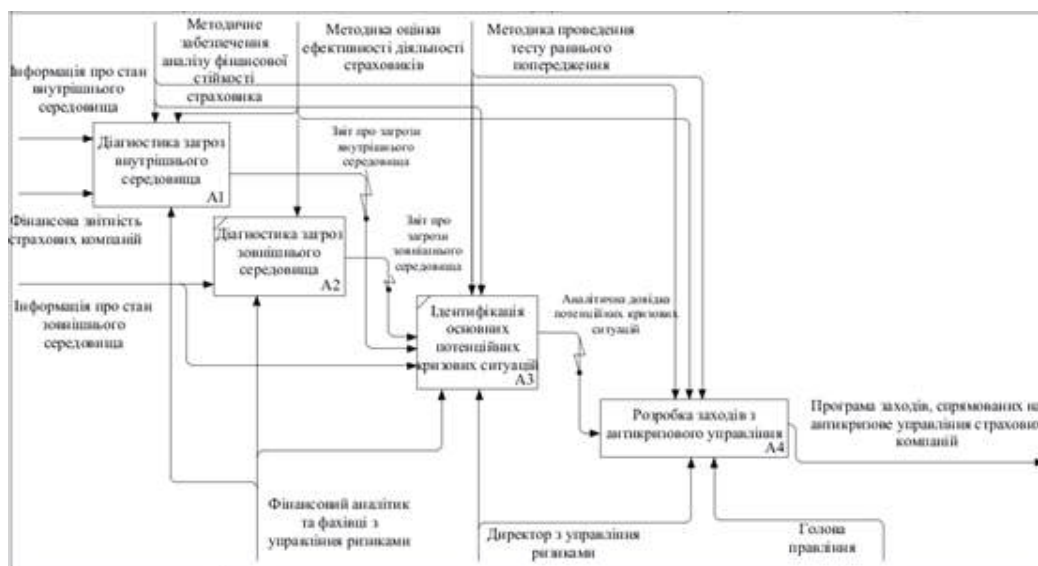 Методичне
забезпечення
аналізу фінансової
стійкості
страховика
Методика оцінки
ефективності діяльності
страховиків
Методика проведення
тесту раннього
попередження
Інформація про стан
внутрішнього
середовища
Діагностика загроз
внутрішнього
середовища
A1
Звіт про загрози
внутрішнього
середовища
Фінансова звітність
страхових компаній
Діагностика загроз
зовнішнього
середовища
A2
Звіт про
загрози
зовнішнього
середовища
Інформація про стан
зовнішнього
середовища
Ідентифікація
основних
потенційних
кризових ситуацій
A3
Аналітична довідка
потенційних кризових
ситуацій
Розробка заходів з
антикризового управління
A4
Програма заходів, спрямованих на
антикризове управління страхових
компаній
Фінансовий аналітик
та фахівці з
управління ризиками
Директор з управління
ризиками
Голова
правління